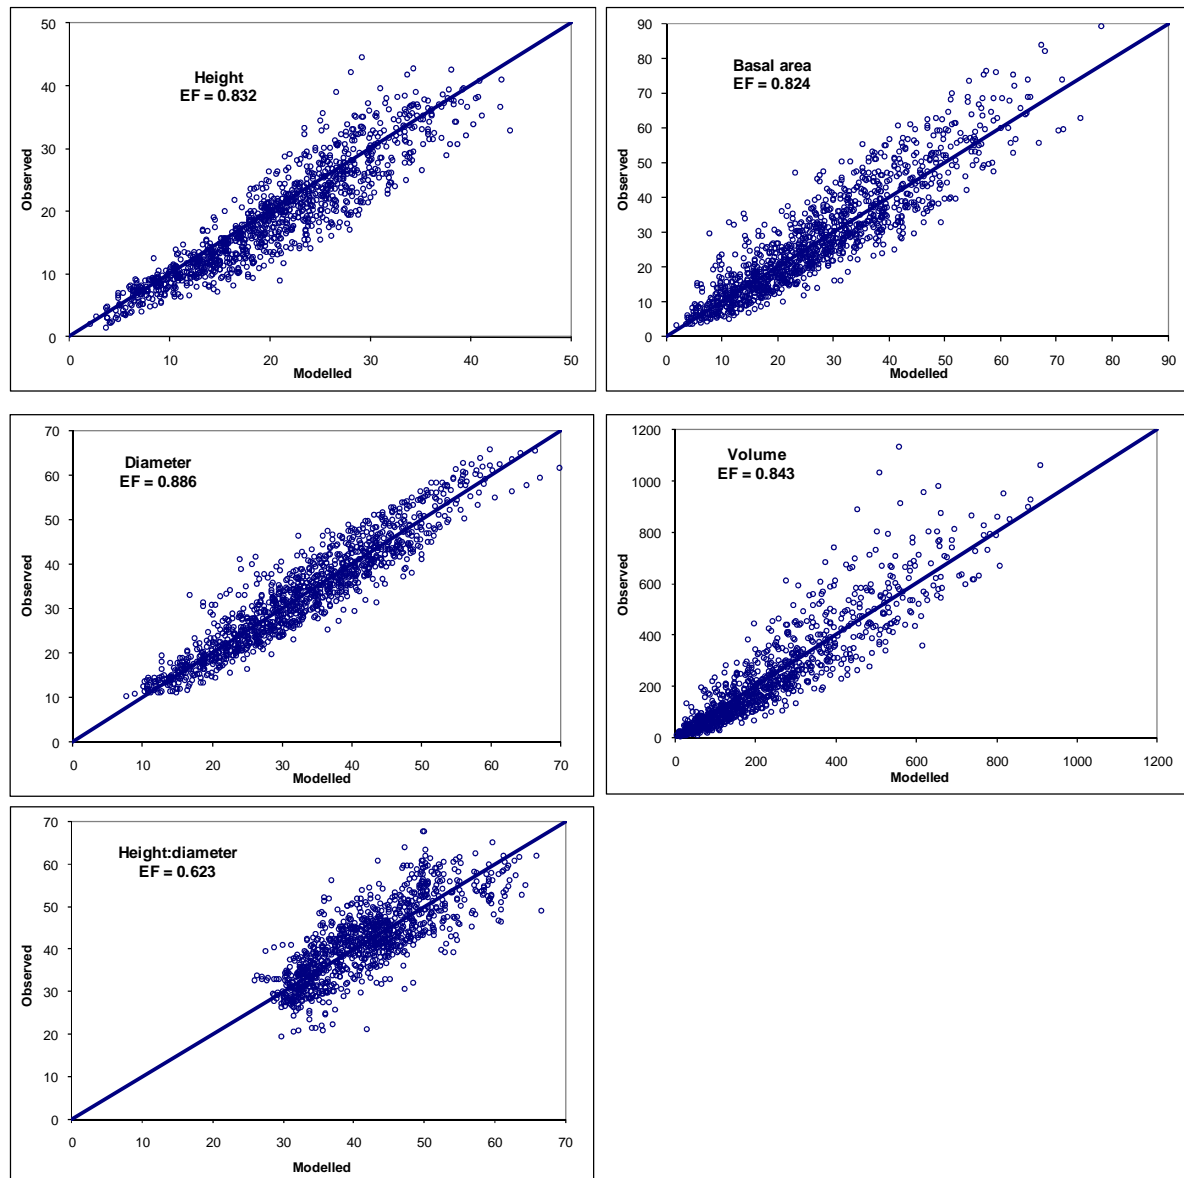 50
40
30
20
10
0
Observed
Height
EF = 0.832
0 10 20 30 40 50
Modelled
90
80
70
60
50
40
30
20
10
0
Observed
Basal area
EF = 0.824
0 10 20 30 40 50 60 70 80 90
Modelled
70
60
50
40
30
20
10
0
Observed
Diameter
EF = 0.886
0 10 20 30 40 50 60 70
Modelled
1200
1000
800
600
400
200
0
Observed
Volume
EF = 0.843
0 200 400 600 800 1000 1200
Modelled
70
60
50
40
30
20
10
0
Observed
Height:diameter
EF = 0.623
0 10 20 30 40 50 60 70
Modelled